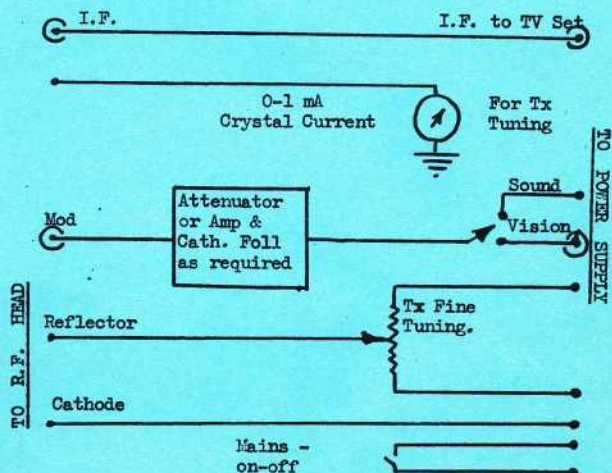 I.F.
I.F. to TV Set
0-1 mA
Crystal Current
For Tx
Tuning
TO POWER SUPPLY
Sound
Vision
Mod
Attenuator
or Amp &
Cath. Foll
as required
TO R.F. HEAD
Reflector
Tx Fine
Tuning.
Cathode
Mains -
on-off